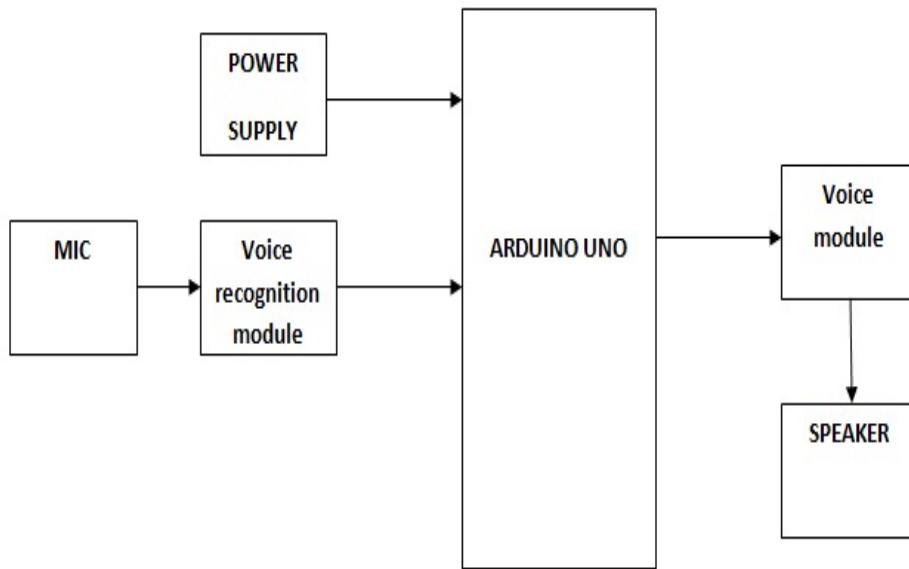 POWER
SUPPLY
MIC
Voice
recognition
module
ARDUINO UNO
Voice
module
SPEAKER